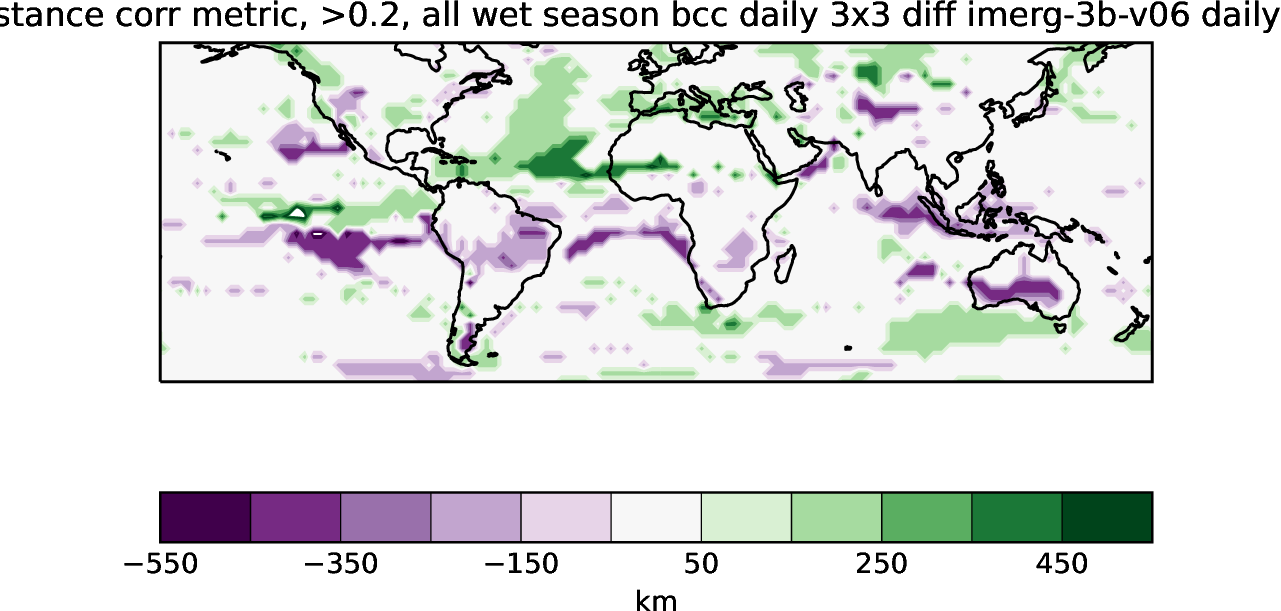 stance corr metric, >0.2, all wet season bcc daily 3x3 diff imerg-3b-v06 daily
−550 −350 −150 50 250 450
km